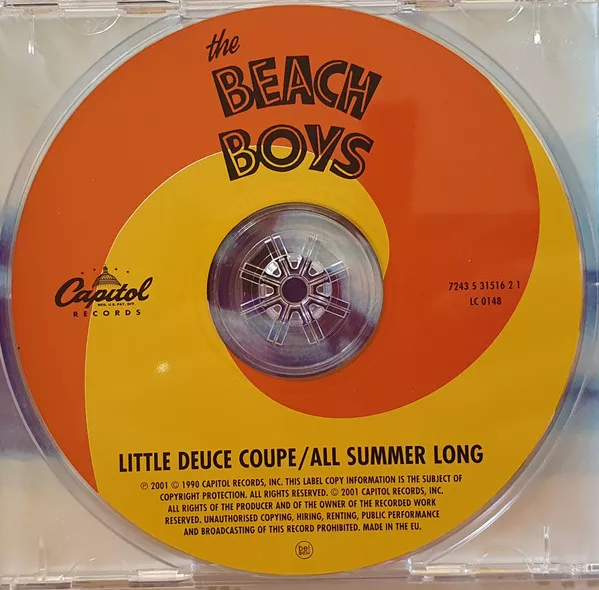 the
BEACH
BOYS
Capitol
REG. U.S. PAT. OFF.
RECORDS
7243 5 31516 2 1
LC 0148
LITTLE DEUCE COUPE/ALL SUMMER LONG
℗ 2001 © 1990 CAPITOL RECORDS, INC. THIS LABEL COPY INFORMATION IS THE SUBJECT OF
COPYRIGHT PROTECTION. ALL RIGHTS RESERVED. © 2001 CAPITOL RECORDS, INC.
ALL RIGHTS OF THE PRODUCER AND OF THE OWNER OF THE RECORDED WORK
RESERVED. UNAUTHORISED COPYING, HIRING, RENTING, PUBLIC PERFORMANCE
AND BROADCASTING OF THIS RECORD PROHIBITED. MADE IN THE EU.